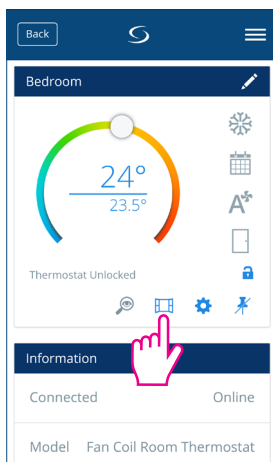 Back
Bedroom
24°
23.5°
A
Thermostat Unlocked
Information
Connected Online
Model Fan Coil Room Thermostat